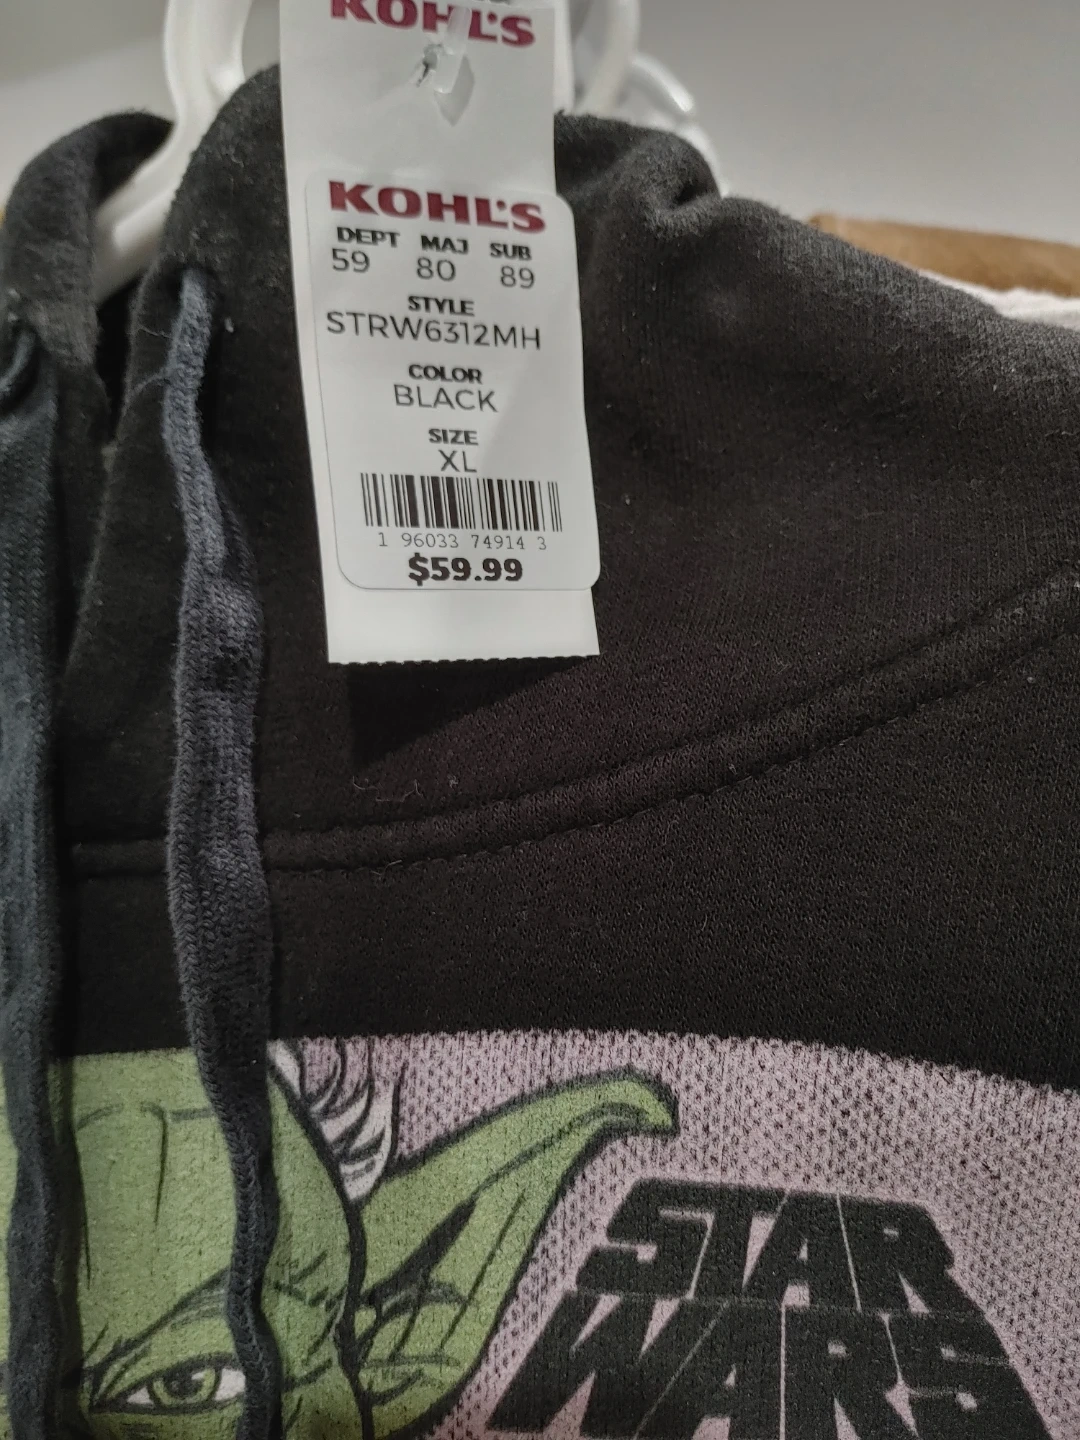 KOHL'S
KOHL'S
DEPT MAJ SUB
59 80 89
STYLE
STRW6312MH
COLOR
BLACK
SIZE
XL
1 96033 74914 3
$59.99
STAR
WARS